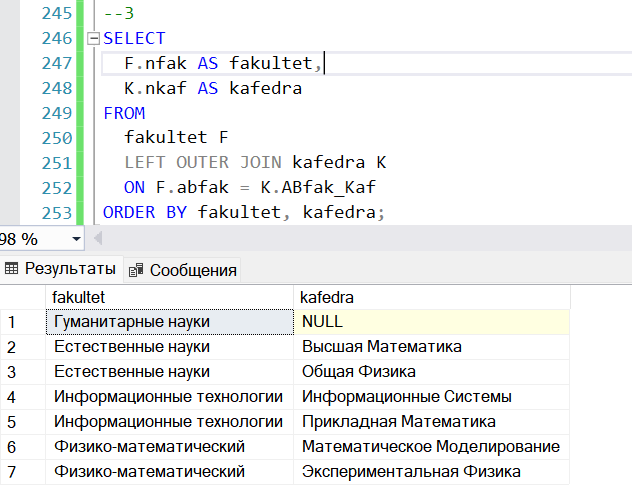 245 --3
246 SELECT
247 F.nfak AS fakultet,
248 K.nkaf AS kafedra
249 FROM
250 fakultet F
251 LEFT OUTER JOIN kafedra K
252 ON F.abfak = K.ABfak_Kaf
253 ORDER BY fakultet, kafedra;
98 %
Результаты Сообщения
fakultet kafedra
1 Гуманитарные науки NULL
2 Естественные науки Высшая Математика
3 Естественные науки Общая Физика
4 Информационные технологии Информационные Системы
5 Информационные технологии Прикладная Математика
6 Физико-математический Математическое Моделирование
7 Физико-математический Экспериментальная Физика